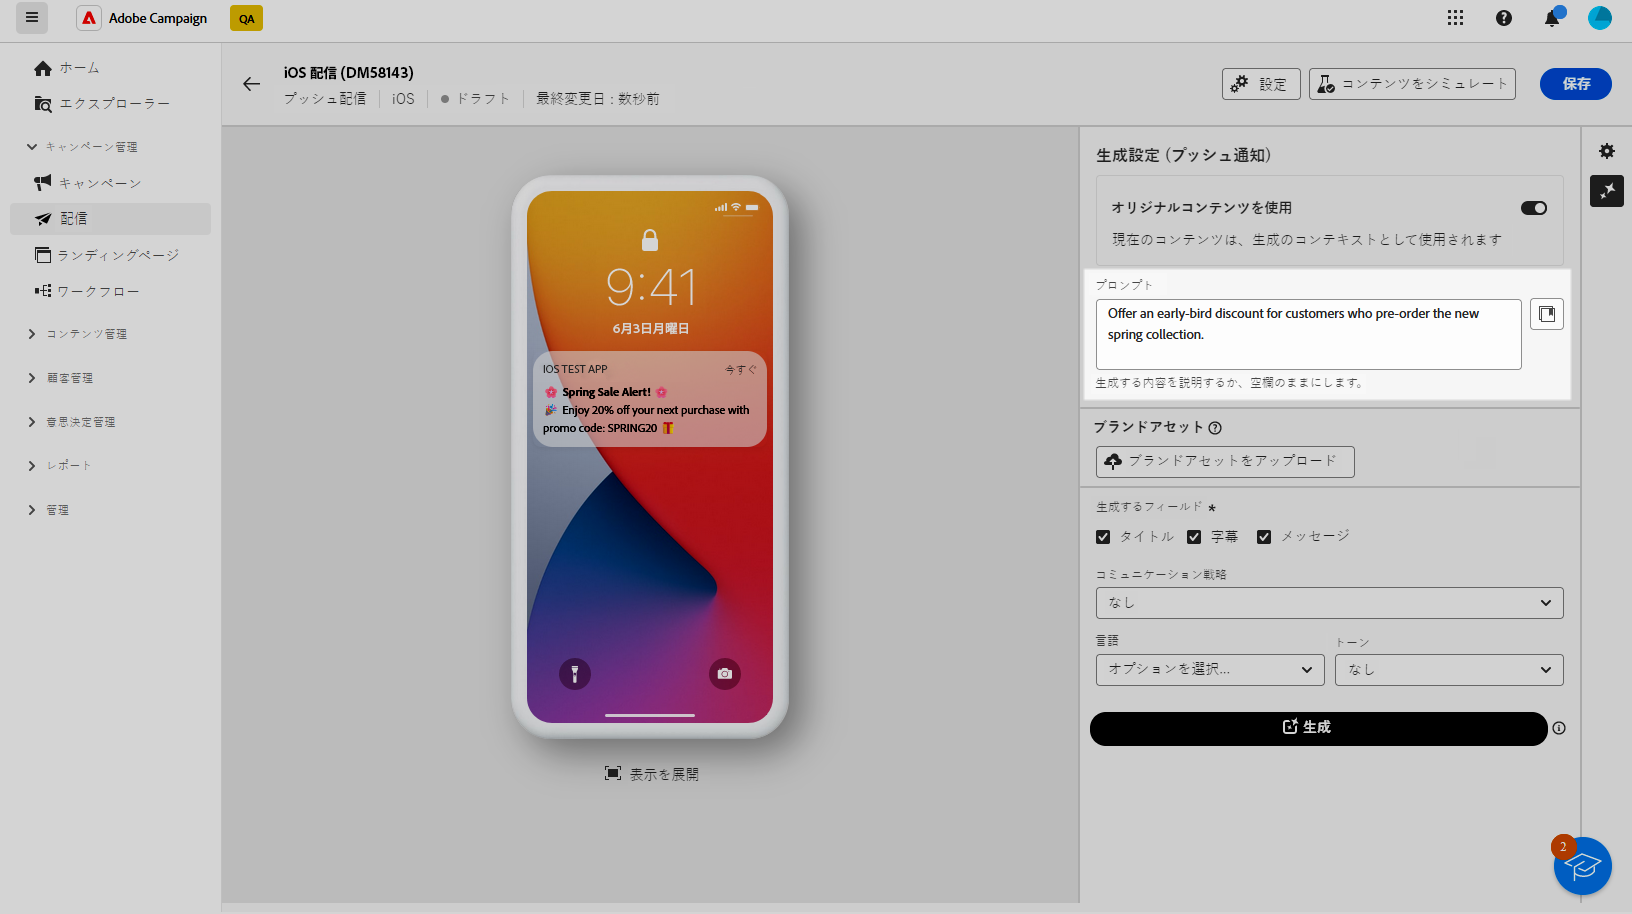 Adobe Campaign
QA
ホーム
エクスプローラー
キャンペーン管理
キャンペーン
配信
ランディングページ
ワークフロー
コンテンツ管理
顧客管理
意思決定管理
レポート
管理
iOS 配信 (DM58143)
プッシュ配信
iOS
ドラフト
最終変更日 : 数秒前
設定
コンテンツをシミュレート
保存
9:41
6月3日月曜日
IOS TEST APP
今すぐ
🌸 Spring Sale Alert! 🌸
🎉 Enjoy 20% off your next purchase with
promo code: SPRING20 🎁
表示を展開
生成設定 (プッシュ通知)
オリジナルコンテンツを使用
現在のコンテンツは、生成のコンテキストとして使用されます
プロンプト
Offer an early-bird discount for customers who pre-order the new
spring collection.
生成する内容を説明するか、空欄のままにします。
ブランドアセット
ブランドアセットをアップロード
生成するフィールド *
タイトル
字幕
メッセージ
コミュニケーション戦略
なし
言語
トーン
オプションを選択...
なし
生成
2